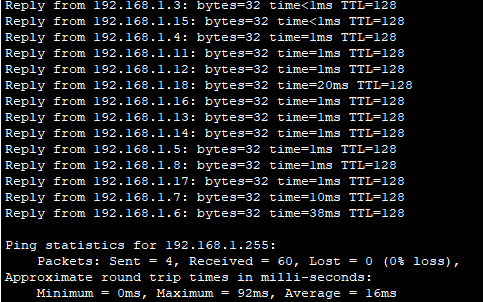 Reply from 192.168.1.3: bytes=32 time<1ms TTL=128
Reply from 192.168.1.15: bytes=32 time<1ms TTL=128
Reply from 192.168.1.4: bytes=32 time=1ms TTL=128
Reply from 192.168.1.11: bytes=32 time=1ms TTL=128
Reply from 192.168.1.12: bytes=32 time=1ms TTL=128
Reply from 192.168.1.18: bytes=32 time=20ms TTL=128
Reply from 192.168.1.16: bytes=32 time=1ms TTL=128
Reply from 192.168.1.13: bytes=32 time=1ms TTL=128
Reply from 192.168.1.14: bytes=32 time=1ms TTL=128
Reply from 192.168.1.5: bytes=32 time=1ms TTL=128
Reply from 192.168.1.8: bytes=32 time=1ms TTL=128
Reply from 192.168.1.17: bytes=32 time=1ms TTL=128
Reply from 192.168.1.7: bytes=32 time=10ms TTL=128
Reply from 192.168.1.6: bytes=32 time=38ms TTL=128
Ping statistics for 192.168.1.255:
Packets: Sent = 4, Received = 60, Lost = 0 (0% loss),
Approximate round trip times in milli-seconds:
Minimum = 0ms, Maximum = 92ms, Average = 16ms